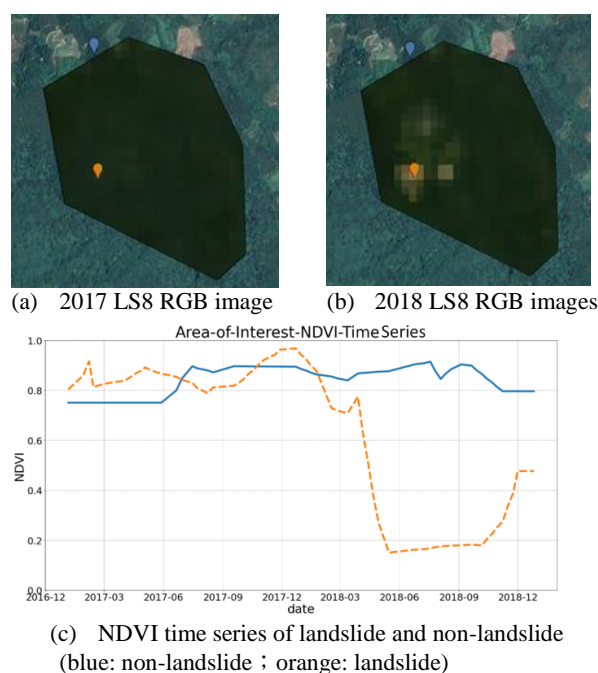 (a) 2017 LS8 RGB image
(b) 2018 LS8 RGB images
Area-of-Interest-NDVI-TimeSeries
NDVI
1.0
0.8
0.6
0.4
0.2
0.0
2016-12 2017-03 2017-06 2017-09 2017-12 2018-03 2018-06 2018-09 2018-12
date
(c) NDVI time series of landslide and non-landslide
(blue: non-landslide；orange: landslide)